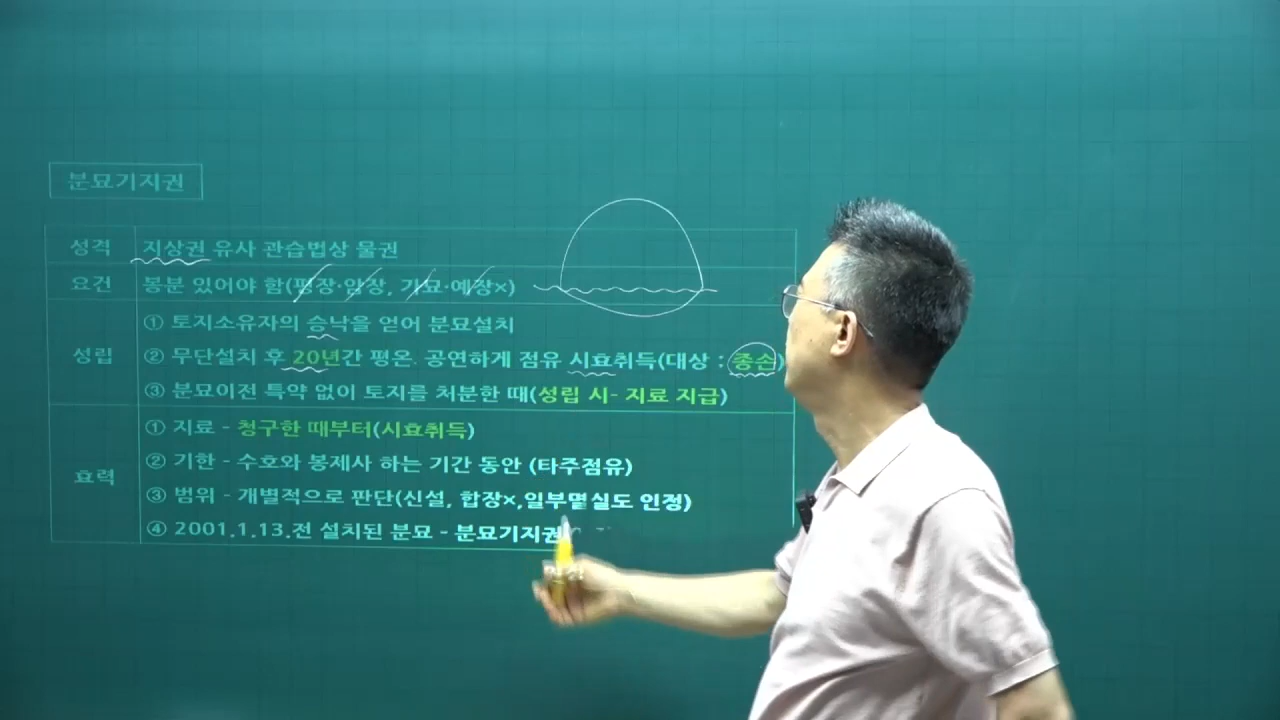 분묘기지권
성격 지상권 유사 관습법상 물권
요건 봉분 있어야 함(평장·암장, 가묘·예장×)
성립
① 토지소유자의 승낙을 얻어 분묘설치
② 무단설치 후 20년간 평온. 공연하게 점유 시효취득(대상 : 종손)
③ 분묘이전 특약 없이 토지를 처분한 때(성립 시- 지료 지급)
효력
① 지료 - 청구한 때부터(시효취득)
② 기한 - 수호와 봉제사 하는 기간 동안 (타주점유)
③ 범위 - 개별적으로 판단(신설, 합장×,일부멸실도 인정)
④ 2001.1.13.전 설치된 분묘 - 분묘기지권